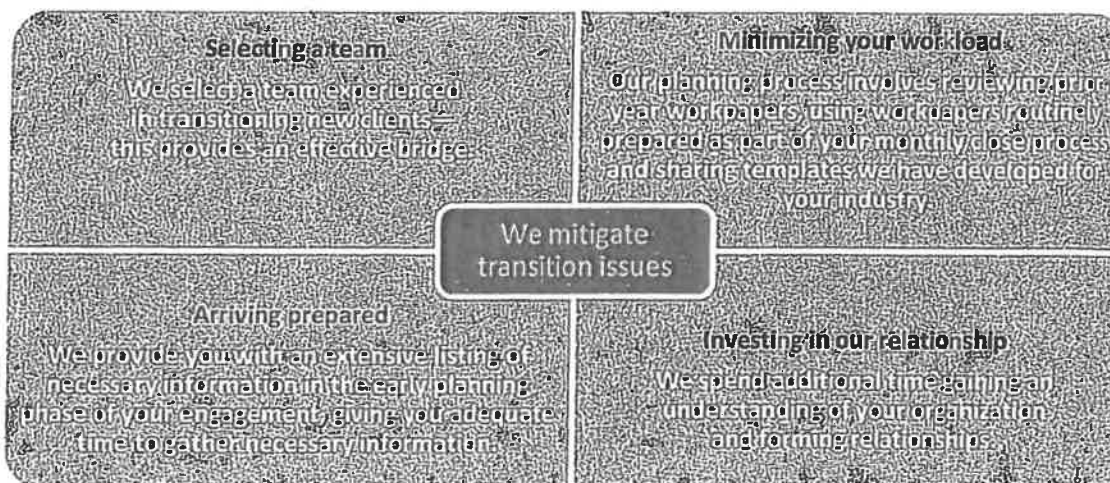 Selecting a team
We select a team experienced
in transitioning new clients—
this provides an effective bridge.
Minimizing your workload
Our planning process involves reviewing prior
year workpapers, using workpapers routinely
prepared as part of your monthly close process
and sharing templates we have developed for
your industry.
We mitigate
transition issues
Arriving prepared
We provide you with an extensive listing of
necessary information in the early planning
phase of your engagement, giving you adequate
time to gather necessary information.
Investing in our relationship
We spend additional time gaining an
understanding of your organization
and forming relationships.